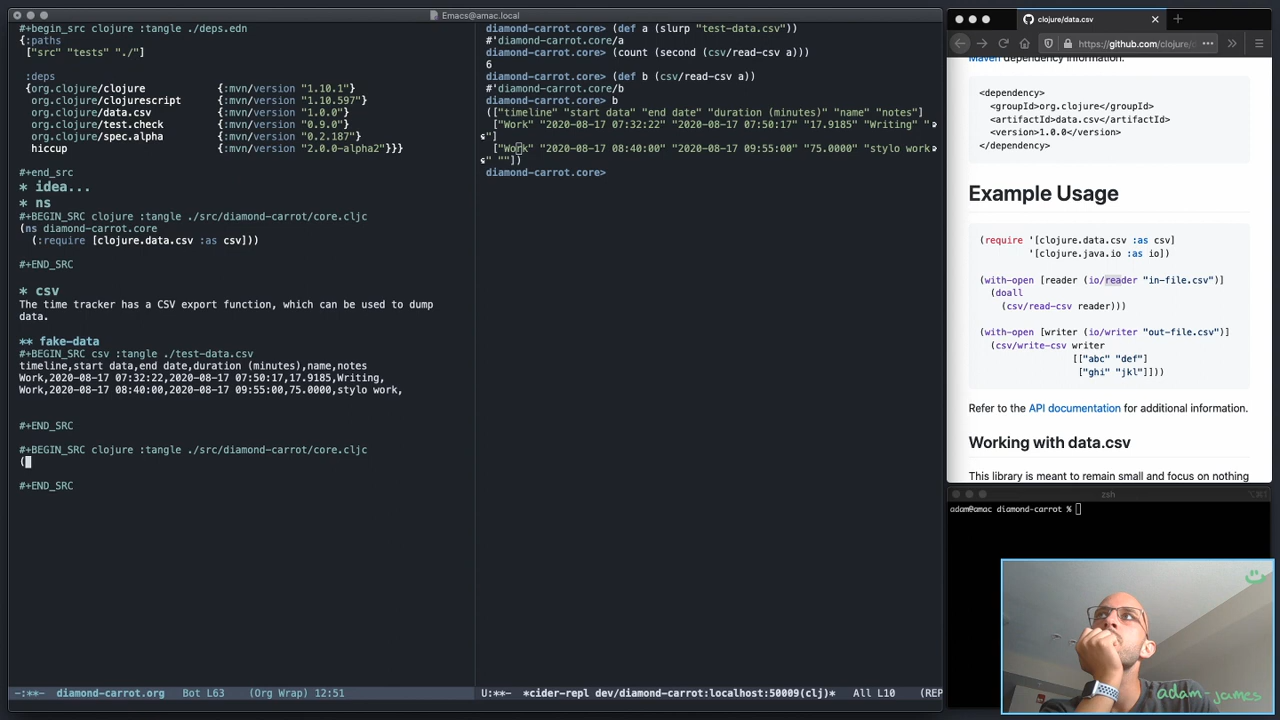 Emacs@amac.local
#+begin_src clojure :tangle ./deps.edn
{:paths
["src" "tests" "./"]
:deps
{org.clojure/clojure {:mvn/version "1.10.1"}
org.clojure/clojurescript {:mvn/version "1.10.597"}
org.clojure/data.csv {:mvn/version "1.0.0"}
org.clojure/test.check {:mvn/version "0.9.0"}
org.clojure/spec.alpha {:mvn/version "0.2.187"}
hiccup {:mvn/version "2.0.0-alpha2"}}}
#+end_src
* idea...
* ns
#+BEGIN_SRC clojure :tangle ./src/diamond-carrot/core.cljc
(ns diamond-carrot.core
(:require [clojure.data.csv :as csv]))
#+END_SRC
* csv
The time tracker has a CSV export function, which can be used to dump
data.
** fake-data
#+BEGIN_SRC csv :tangle ./test-data.csv
timeline,start data,end date,duration (minutes),name,notes
Work,2020-08-17 07:32:22,2020-08-17 07:50:17,17.9185,Writing,
Work,2020-08-17 08:40:00,2020-08-17 09:55:00,75.0000,stylo work,
#+END_SRC
#+BEGIN_SRC clojure :tangle ./src/diamond-carrot/core.cljc
(
#+END_SRC
-:**- diamond-carrot.org Bot L63 (Org Wrap) 12:51
diamond-carrot.core> (def a (slurp "test-data.csv"))
#'diamond-carrot.core/a
diamond-carrot.core> (count (second (csv/read-csv a)))
6
diamond-carrot.core> (def b (csv/read-csv a))
#'diamond-carrot.core/b
diamond-carrot.core> b
(["timeline" "start data" "end date" "duration (minutes)" "name" "notes"]
["Work" "2020-08-17 07:32:22" "2020-08-17 07:50:17" "17.9185" "Writing" "
"]
["Work" "2020-08-17 08:40:00" "2020-08-17 09:55:00" "75.0000" "stylo work
" ""])
diamond-carrot.core>
U:**- *cider-repl dev/diamond-carrot:localhost:50009(clj)* All L10 (REP
clojure/data.csv
https://github.com/clojure/
Maven dependency information:
<dependency>
<groupId>org.clojure</groupId>
<artifactId>data.csv</artifactId>
<version>1.0.0</version>
</dependency>
Example Usage
(require '[clojure.data.csv :as csv]
'[clojure.java.io :as io])
(with-open [reader (io/reader "in-file.csv")]
(doall
(csv/read-csv reader)))
(with-open [writer (io/writer "out-file.csv")]
(csv/write-csv writer
[["abc" "def"]
["ghi" "jkl"]]))
Refer to the API documentation for additional information.
Working with data.csv
This library is meant to remain small and focus on nothing
zsh
⌥⌘1
adam@amac diamond-carrot %
adam-james